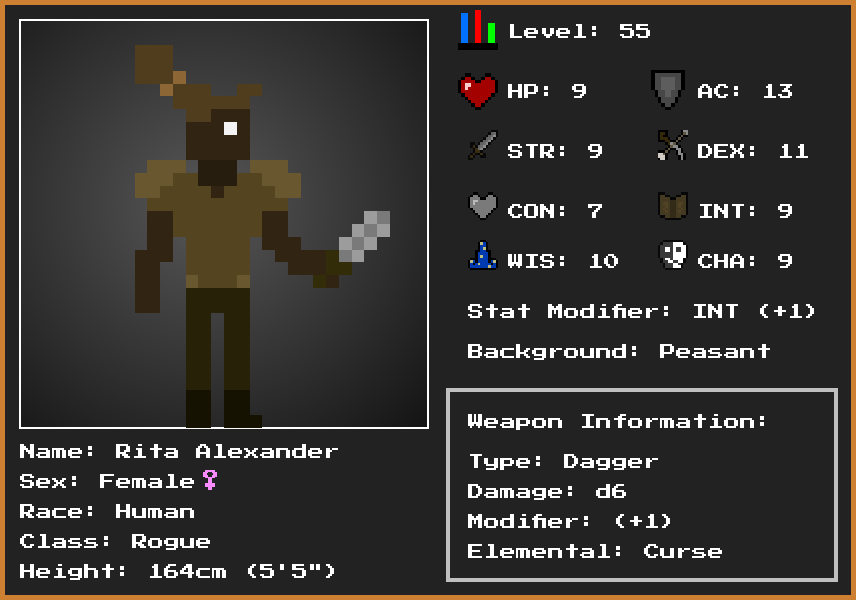 Level: 55
HP: 9
AC: 13
STR: 9
DEX: 11
CON: 7
INT: 9
WIS: 10
CHA: 9
Stat Modifier: INT (+1)
Background: Peasant
Weapon Information:
Type: Dagger
Damage: d6
Modifier: (+1)
Elemental: Curse
Name: Rita Alexander
Sex: Female♀
Race: Human
Class: Rogue
Height: 164cm (5'5")